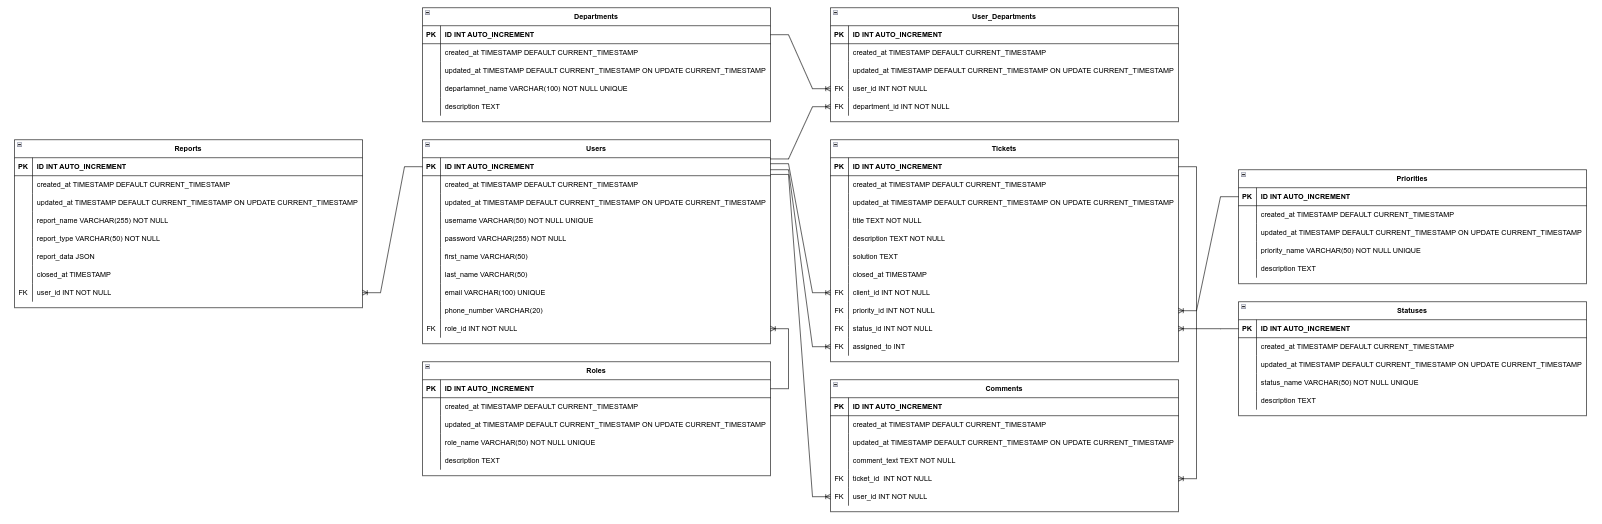 Departments
PK ID INT AUTO_INCREMENT
created_at TIMESTAMP DEFAULT CURRENT_TIMESTAMP
updated_at TIMESTAMP DEFAULT CURRENT_TIMESTAMP ON UPDATE CURRENT_TIMESTAMP
departamnet_name VARCHAR(100) NOT NULL UNIQUE
description TEXT
User_Departments
PK ID INT AUTO_INCREMENT
created_at TIMESTAMP DEFAULT CURRENT_TIMESTAMP
updated_at TIMESTAMP DEFAULT CURRENT_TIMESTAMP ON UPDATE CURRENT_TIMESTAMP
FK user_id INT NOT NULL
FK department_id INT NOT NULL
Reports
PK ID INT AUTO_INCREMENT
created_at TIMESTAMP DEFAULT CURRENT_TIMESTAMP
updated_at TIMESTAMP DEFAULT CURRENT_TIMESTAMP ON UPDATE CURRENT_TIMESTAMP
report_name VARCHAR(255) NOT NULL
report_type VARCHAR(50) NOT NULL
report_data JSON
closed_at TIMESTAMP
FK user_id INT NOT NULL
Users
PK ID INT AUTO_INCREMENT
created_at TIMESTAMP DEFAULT CURRENT_TIMESTAMP
updated_at TIMESTAMP DEFAULT CURRENT_TIMESTAMP ON UPDATE CURRENT_TIMESTAMP
username VARCHAR(50) NOT NULL UNIQUE
password VARCHAR(255) NOT NULL
first_name VARCHAR(50)
last_name VARCHAR(50)
email VARCHAR(100) UNIQUE
phone_number VARCHAR(20)
FK role_id INT NOT NULL
Tickets
PK ID INT AUTO_INCREMENT
created_at TIMESTAMP DEFAULT CURRENT_TIMESTAMP
updated_at TIMESTAMP DEFAULT CURRENT_TIMESTAMP ON UPDATE CURRENT_TIMESTAMP
title TEXT NOT NULL
description TEXT NOT NULL
solution TEXT
closed_at TIMESTAMP
FK client_id INT NOT NULL
FK priority_id INT NOT NULL
FK status_id INT NOT NULL
FK assigned_to INT
Priorities
PK ID INT AUTO_INCREMENT
created_at TIMESTAMP DEFAULT CURRENT_TIMESTAMP
updated_at TIMESTAMP DEFAULT CURRENT_TIMESTAMP ON UPDATE CURRENT_TIMESTAMP
priority_name VARCHAR(50) NOT NULL UNIQUE
description TEXT
Statuses
PK ID INT AUTO_INCREMENT
created_at TIMESTAMP DEFAULT CURRENT_TIMESTAMP
updated_at TIMESTAMP DEFAULT CURRENT_TIMESTAMP ON UPDATE CURRENT_TIMESTAMP
status_name VARCHAR(50) NOT NULL UNIQUE
description TEXT
Roles
PK ID INT AUTO_INCREMENT
created_at TIMESTAMP DEFAULT CURRENT_TIMESTAMP
updated_at TIMESTAMP DEFAULT CURRENT_TIMESTAMP ON UPDATE CURRENT_TIMESTAMP
role_name VARCHAR(50) NOT NULL UNIQUE
description TEXT
Comments
PK ID INT AUTO_INCREMENT
created_at TIMESTAMP DEFAULT CURRENT_TIMESTAMP
updated_at TIMESTAMP DEFAULT CURRENT_TIMESTAMP ON UPDATE CURRENT_TIMESTAMP
comment_text TEXT NOT NULL
FK ticket_id INT NOT NULL
FK user_id INT NOT NULL